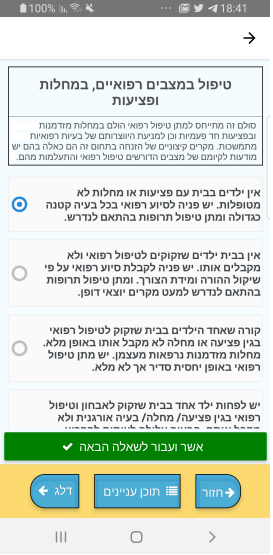 100% 18:41
טיפול במצבים רפואיים, במחלות
ופציעות
סולם זה מתייחס למתן טיפול רפואי הולם במחלות מזדמנות
ובפציעות חד פעמיות וכן למניעת היווצרותם של בעיות רפואיות
מתמשכות. מקרים קיצוניים של הזנחה בתחום זה הם כאלה בהם יש
מודעות לקיומם של מצבים הדורשים טיפול רפואי והתעלמות מהם.
אין ילדים בבית עם פציעות או מחלות לא
מטופלות. יש פניה לסיוע רפואי בכל בעיה קטנה
כגדולה ומתן טיפול תרופות בהתאם לנדרש.
אין בבית ילדים שזקוקים לטיפול רפואי ולא
מקבלים אותו. יש פניה לקבלת סיוע רפואי על פי
שיקול ההורה ומידת הצורך. ומתן טיפול תרופות
בהתאם לנדרש למעט מקרים יוצאי דופן.
קורה שאחד הילדים בבית שזקוק לטיפול רפואי
בגין פציעה או מחלה לא מקבל אותו באופן מלא.
מחלות מזדמנות נרפאות מעצמן. יש מתן טיפול
רפואי באופן יחסית סדיר אך לא מלא.
יש לפחות ילד אחד בבית שזקוק לאבחון וטיפול
רפואי בגין פציעה/ מחלה/ בעיה אורגנית ולא
אשר ועבור לשאלה הבאה
חזור
תוכן עניינים
דלג